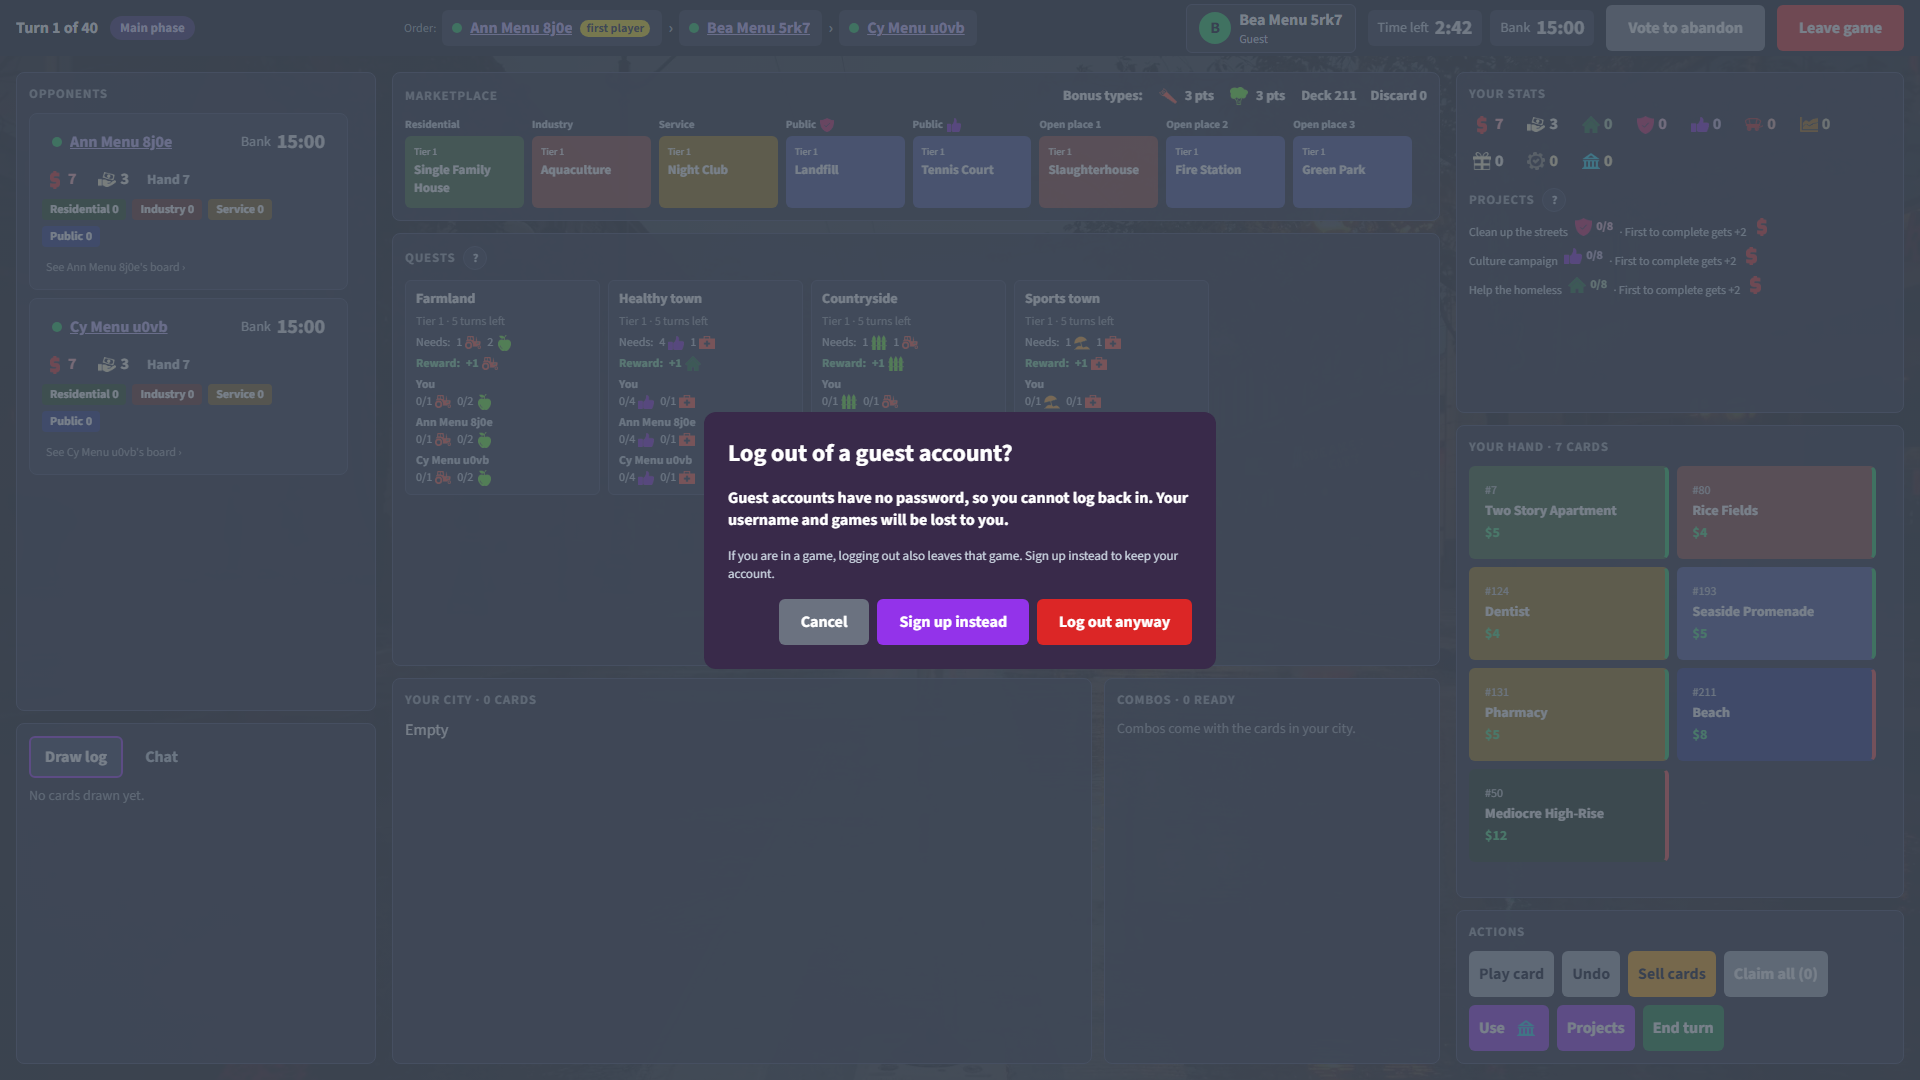 Turn 1 of 40 Main phase
Order: Ann Menu 8j0e first player › Bea Menu 5rk7 › Cy Menu u0vb
B Bea Menu 5rk7
Guest
Time left 2:42 Bank 15:00 Vote to abandon Leave game
OPPONENTS
Ann Menu 8j0e Bank 15:00
7 3 Hand 7
Residential 0 Industry 0 Service 0
Public 0
See Ann Menu 8j0e's board ›
Cy Menu u0vb Bank 15:00
7 3 Hand 7
Residential 0 Industry 0 Service 0
Public 0
See Cy Menu u0vb's board ›
Draw log Chat
No cards drawn yet.
MARKETPLACE
Bonus types: 3 pts 3 pts Deck 211 Discard 0
Residential Industry Service Public Public Open place 1 Open place 2 Open place 3
Tier 1 Tier 1 Tier 1 Tier 1 Tier 1 Tier 1 Tier 1 Tier 1
Single Family House Aquaculture Night Club Landfill Tennis Court Slaughterhouse Fire Station Green Park
QUESTS ?
Farmland
Tier 1 · 5 turns left
Needs: 1 2
Reward: +1
You
0/1 0/2
Ann Menu 8j0e
0/1 0/2
Cy Menu u0vb
0/1 0/2
Healthy town
Tier 1 · 5 turns left
Needs: 4 1
Reward: +1
You
0/4 0/1
Ann Menu 8j0e
0/4 0/1
Cy Menu u0vb
0/4 0/1
Countryside
Tier 1 · 5 turns left
Needs: 1 1
Reward: +1
You
0/1 0/1
Sports town
Tier 1 · 5 turns left
Needs: 1 1
Reward: +1
You
0/1 0/1
Log out of a guest account?
Guest accounts have no password, so you cannot log back in. Your
username and games will be lost to you.
If you are in a game, logging out also leaves that game. Sign up instead to keep your
account.
Cancel Sign up instead Log out anyway
YOUR CITY · 0 CARDS
Empty
COMBOS · 0 READY
Combos come with the cards in your city.
YOUR STATS
7 3 0 0 0 0 0
0 0 0
PROJECTS ?
Clean up the streets 0/8 · First to complete gets +2
Culture campaign 0/8 · First to complete gets +2
Help the homeless 0/8 · First to complete gets +2
YOUR HAND · 7 CARDS
#7
Two Story Apartment
$5
#80
Rice Fields
$4
#124
Dentist
$4
#193
Seaside Promenade
$5
#131
Pharmacy
$5
#211
Beach
$8
#50
Mediocre High-Rise
$12
ACTIONS
Play card Undo Sell cards Claim all (0)
Use Projects End turn